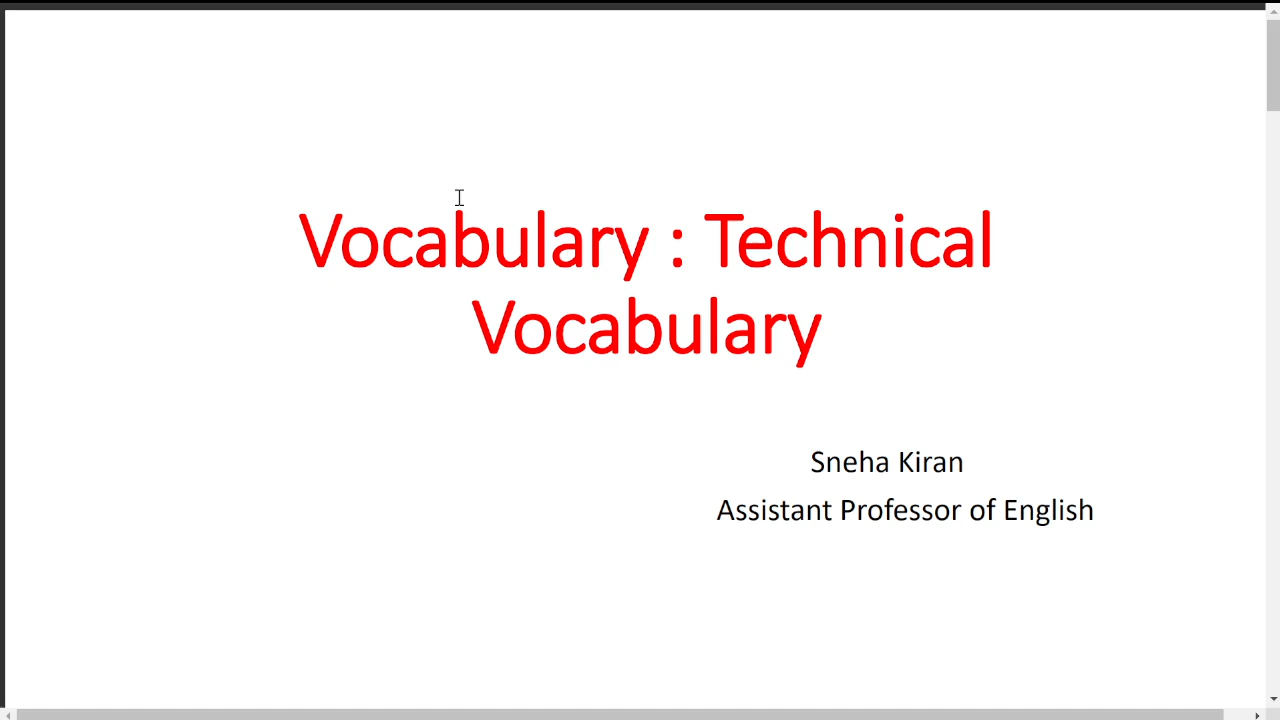 Vocabulary : Technical
Vocabulary
Sneha Kiran
Assistant Professor of English